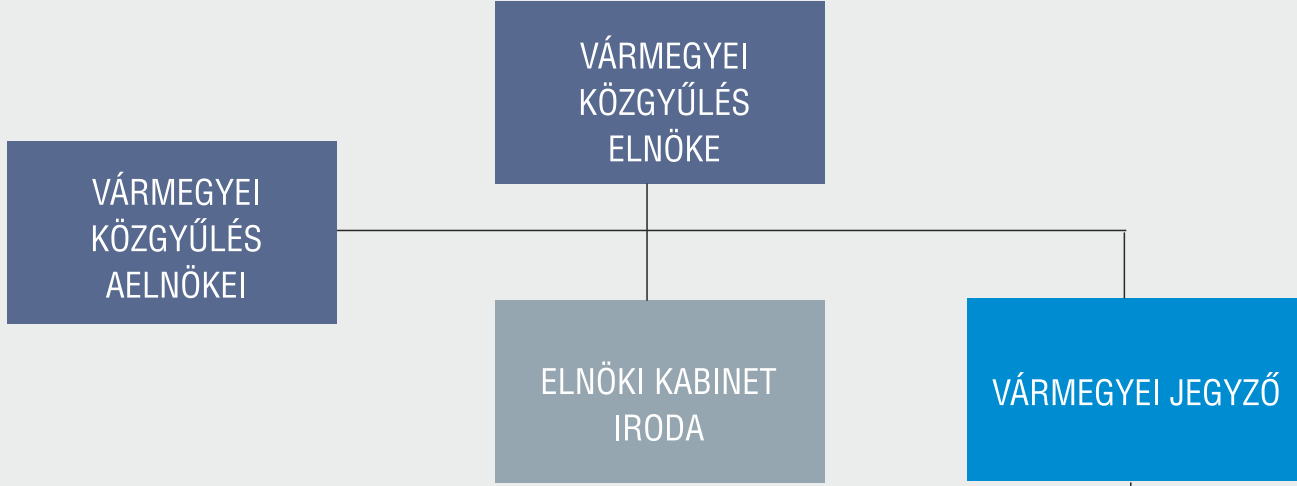 VÁRMEGYEI
KÖZGYŰLÉS
ELNÖKE
VÁRMEGYEI
KÖZGYŰLÉS
AELNÖKEI
ELNÖKI KABINET
IRODA
VÁRMEGYEI JEGYZŐ